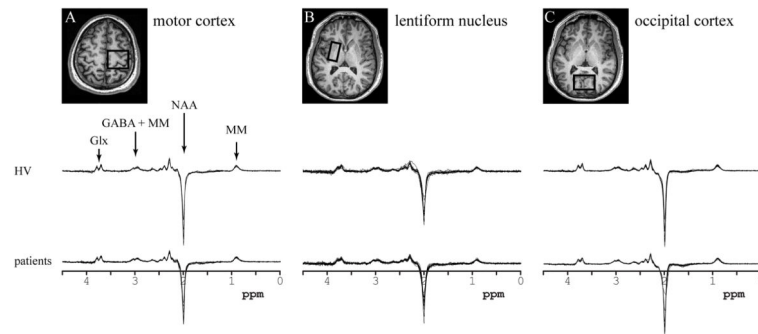 A motor cortex
B lentiform nucleus
C occipital cortex
NAA
GABA + MM
MM
Glx
HV
patients
4 3 2 1 0
4 3 2 1 0
4 3 2 1
ppm ppm ppm